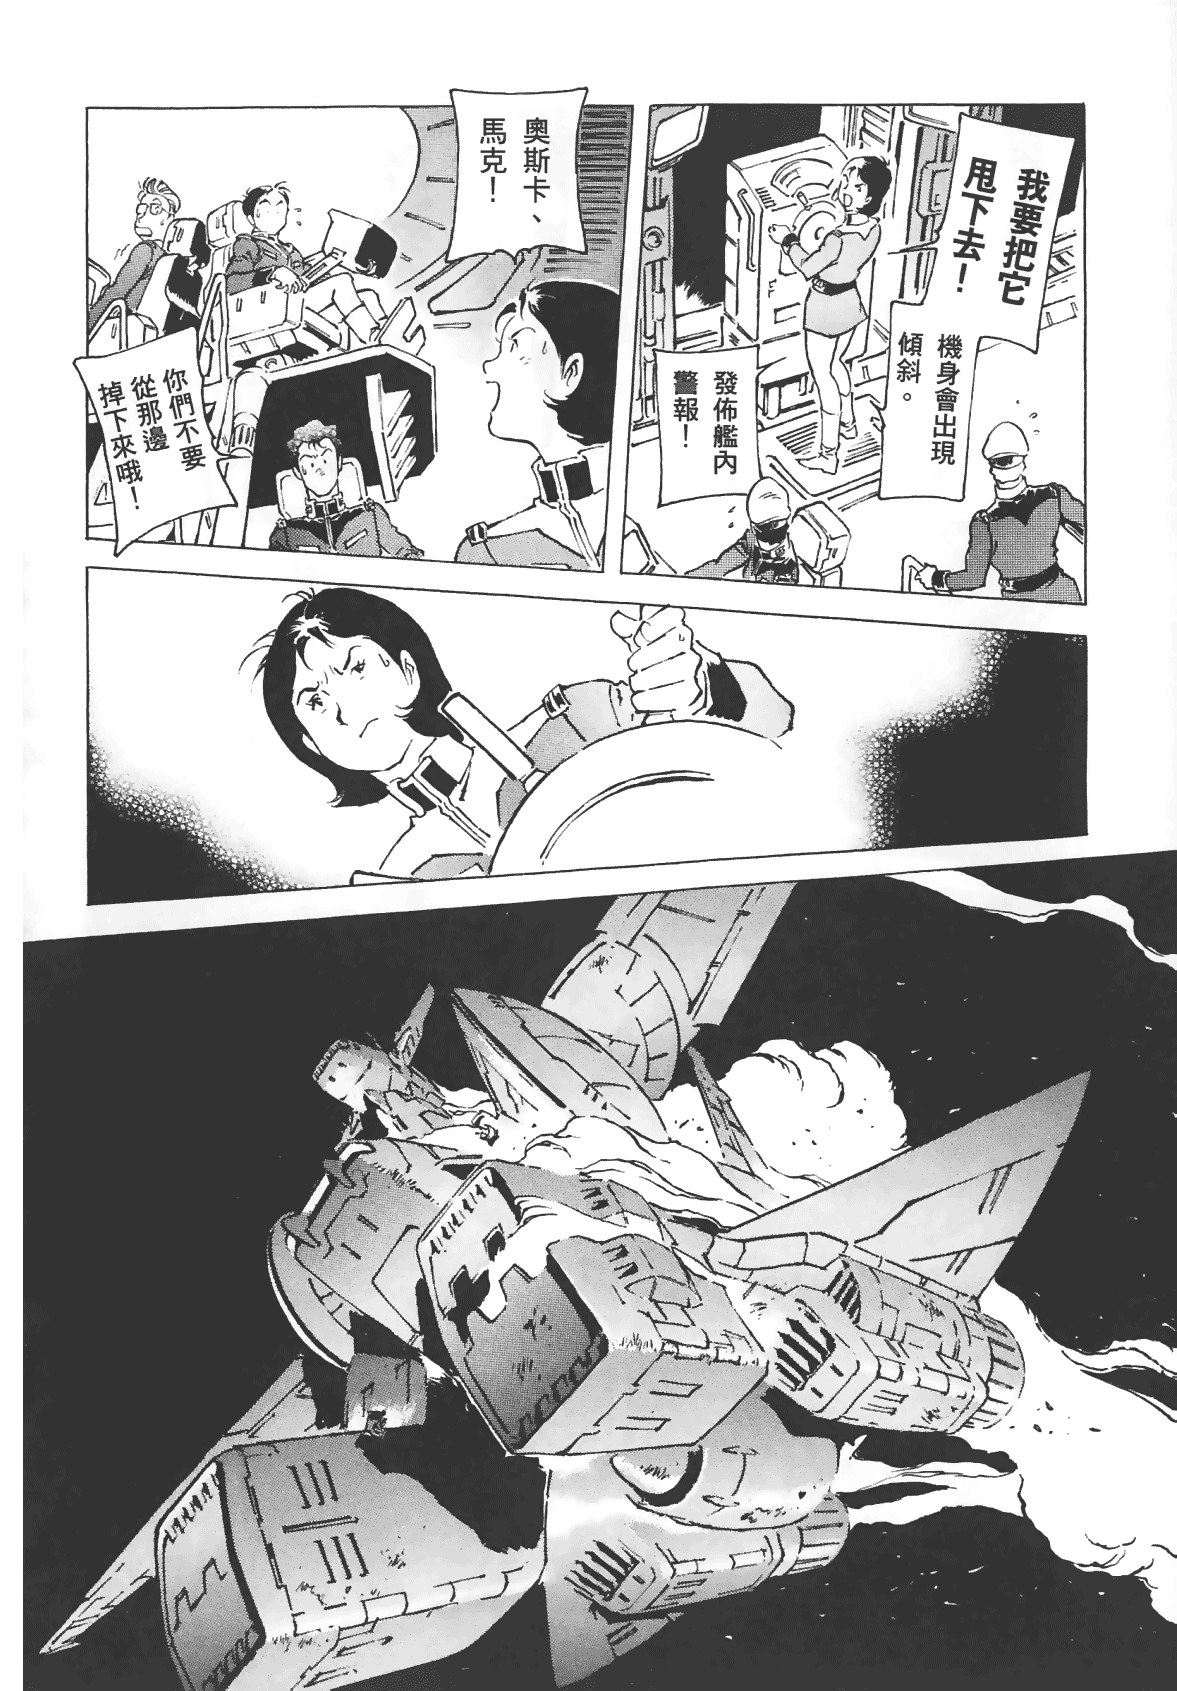 我要把它
甩下去！
機身會出現
傾斜。
發佈艦內
警報！
奧斯卡、
馬克！
你們不要
從那邊
掉下來哦！
F